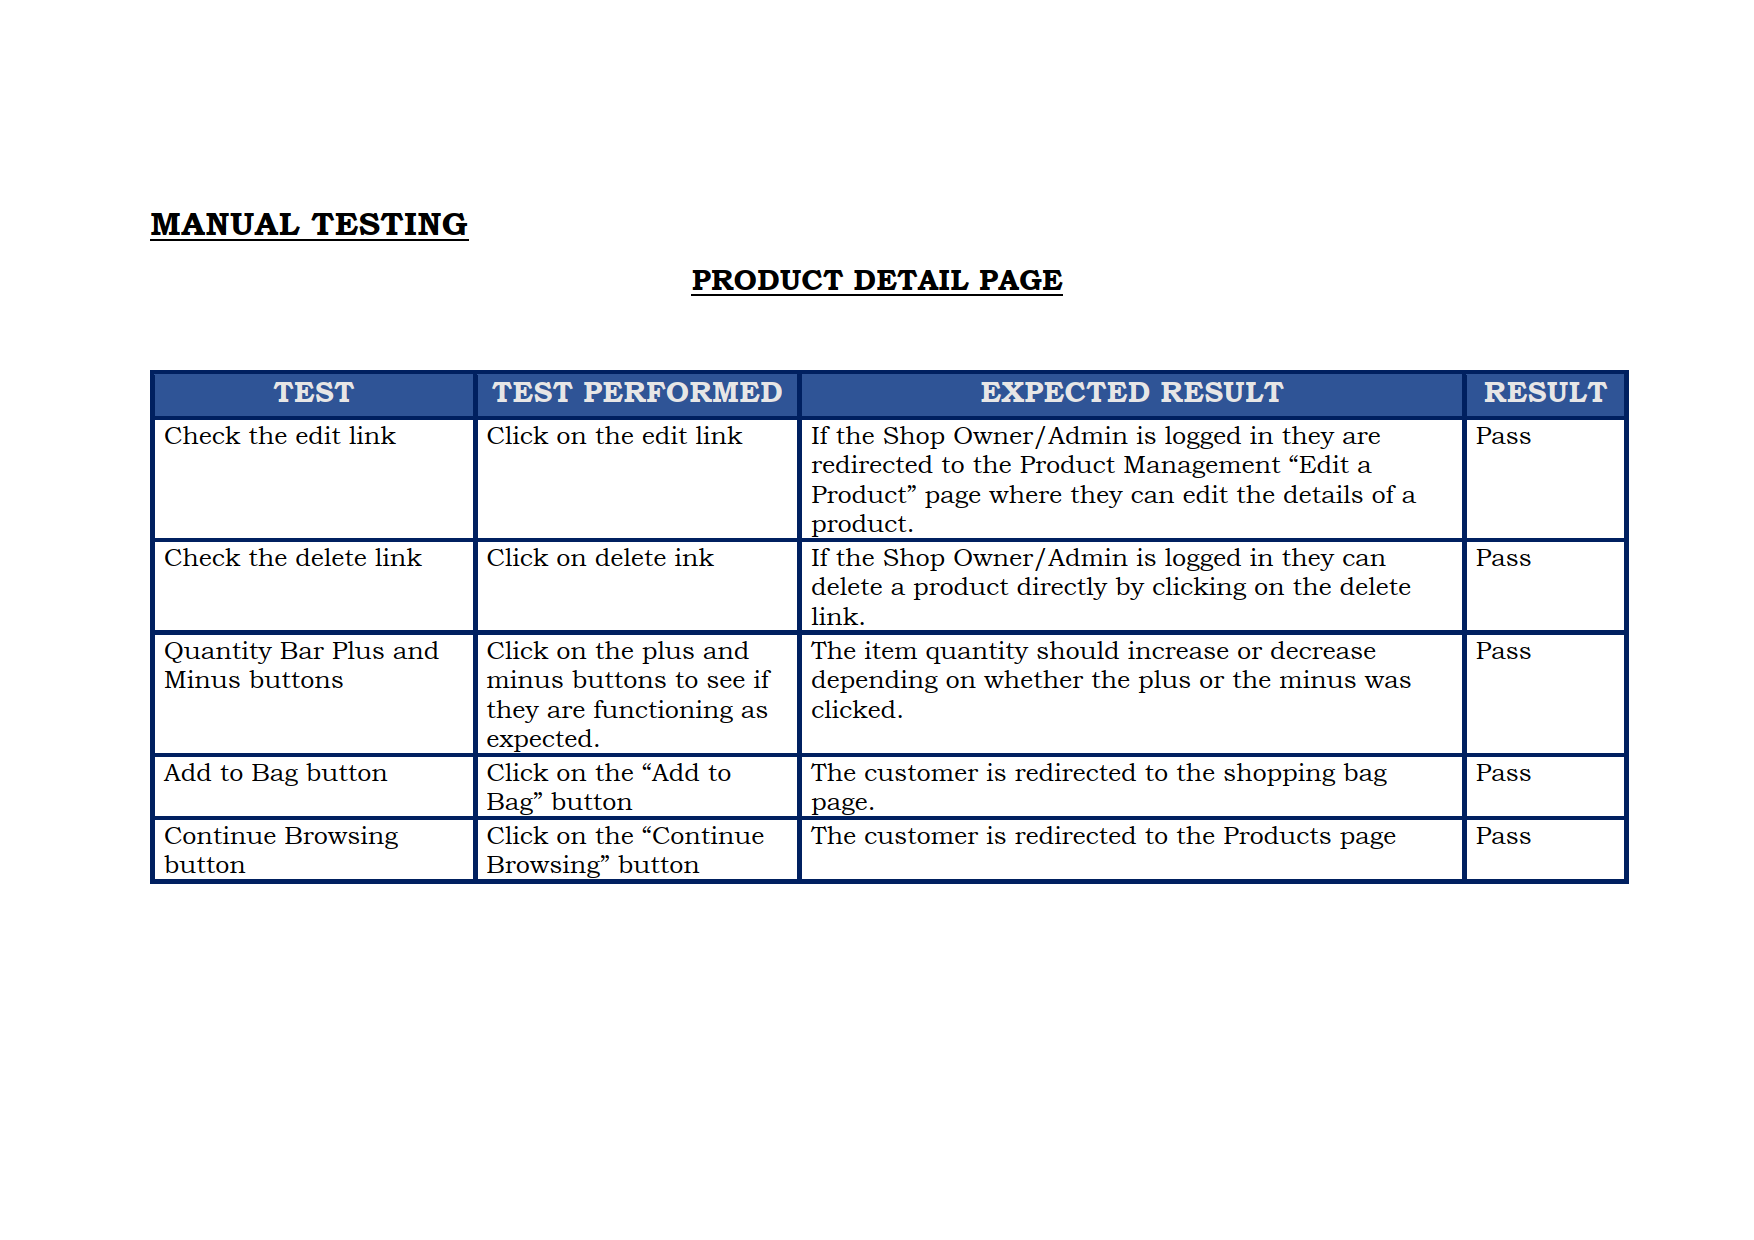 MANUAL TESTING
PRODUCT DETAIL PAGE
TEST
TEST PERFORMED
EXPECTED RESULT
RESULT
Check the edit link
Click on the edit link
If the Shop Owner/Admin is logged in they are
redirected to the Product Management “Edit a
Product” page where they can edit the details of a
product.
Pass
Check the delete link
Click on delete ink
If the Shop Owner/Admin is logged in they can
delete a product directly by clicking on the delete
link.
Pass
Quantity Bar Plus and
Minus buttons
Click on the plus and
minus buttons to see if
they are functioning as
expected.
The item quantity should increase or decrease
depending on whether the plus or the minus was
clicked.
Pass
Add to Bag button
Click on the “Add to
Bag” button
The customer is redirected to the shopping bag
page.
Pass
Continue Browsing
button
Click on the “Continue
Browsing” button
The customer is redirected to the Products page
Pass